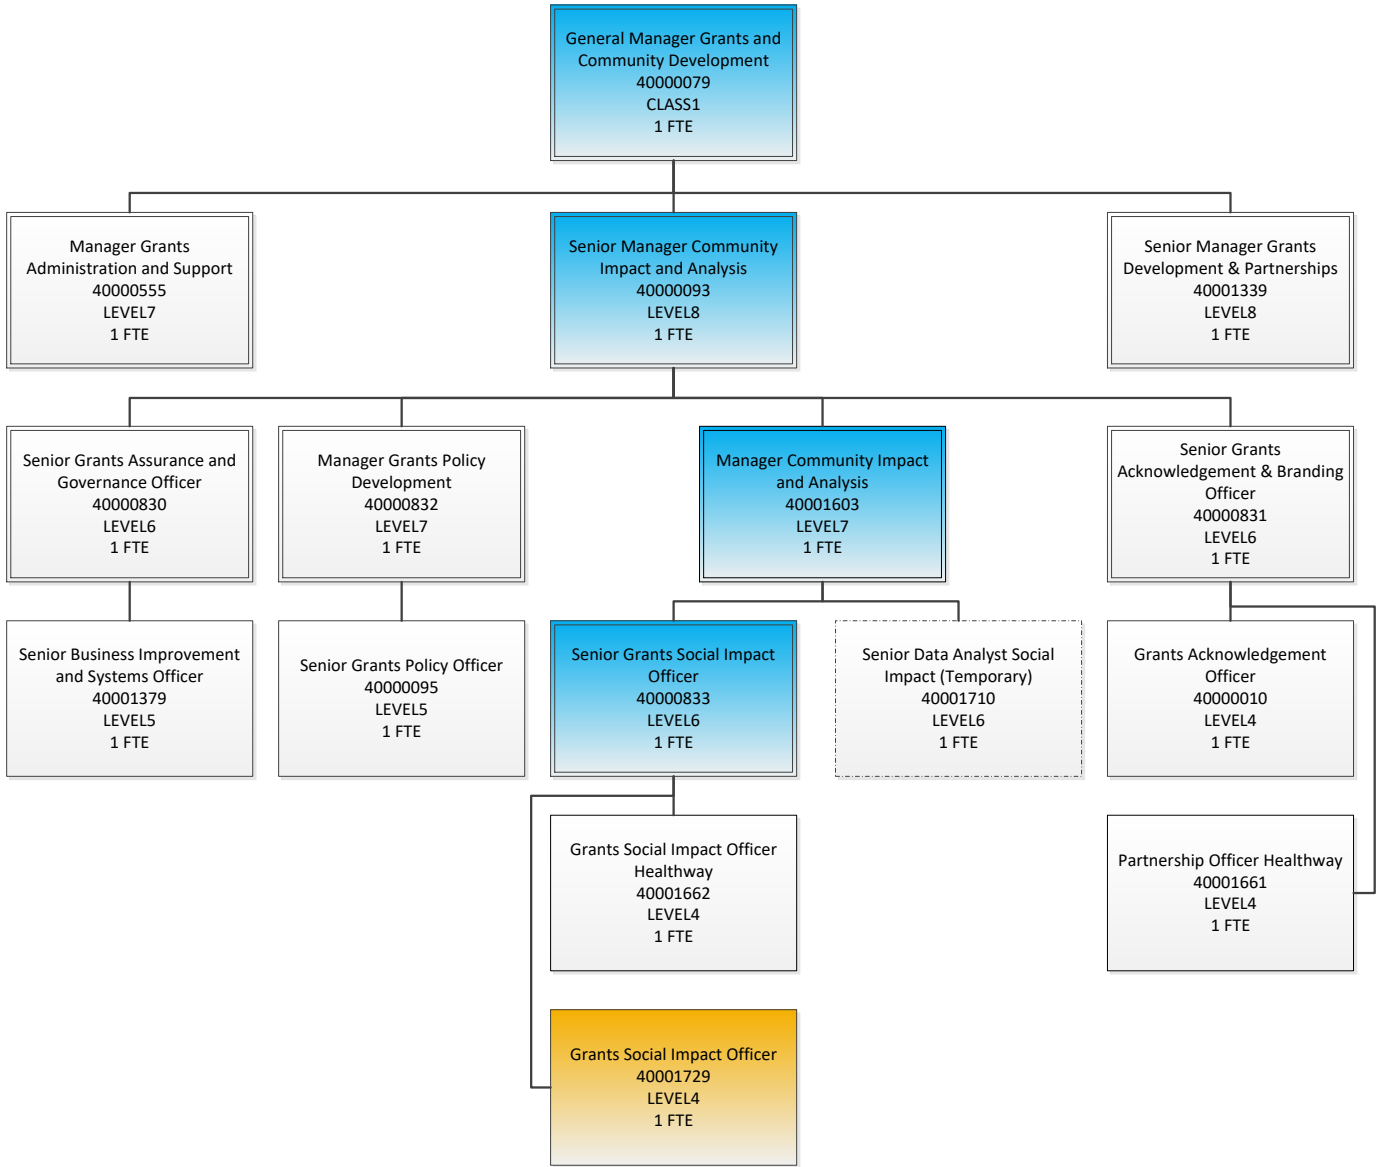 General Manager Grants and
Community Development
40000079
CLASS1
1 FTE
Manager Grants
Administration and Support
40000555
LEVEL7
1 FTE
Senior Manager Community
Impact and Analysis
40000093
LEVEL8
1 FTE
Senior Manager Grants
Development & Partnerships
40001339
LEVEL8
1 FTE
Senior Grants Assurance and
Governance Officer
40000830
LEVEL6
1 FTE
Manager Grants Policy
Development
40000832
LEVEL7
1 FTE
Manager Community Impact
and Analysis
40001603
LEVEL7
1 FTE
Senior Grants
Acknowledgement & Branding
Officer
40000831
LEVEL6
1 FTE
Senior Business Improvement
and Systems Officer
40001379
LEVEL5
1 FTE
Senior Grants Policy Officer
40000095
LEVEL5
1 FTE
Senior Grants Social Impact
Officer
40000833
LEVEL6
1 FTE
Senior Data Analyst Social
Impact (Temporary)
40001710
LEVEL6
1 FTE
Grants Acknowledgement
Officer
40000010
LEVEL4
1 FTE
Grants Social Impact Officer
Healthway
40001662
LEVEL4
1 FTE
Partnership Officer Healthway
40001661
LEVEL4
1 FTE
Grants Social Impact Officer
40001729
LEVEL4
1 FTE